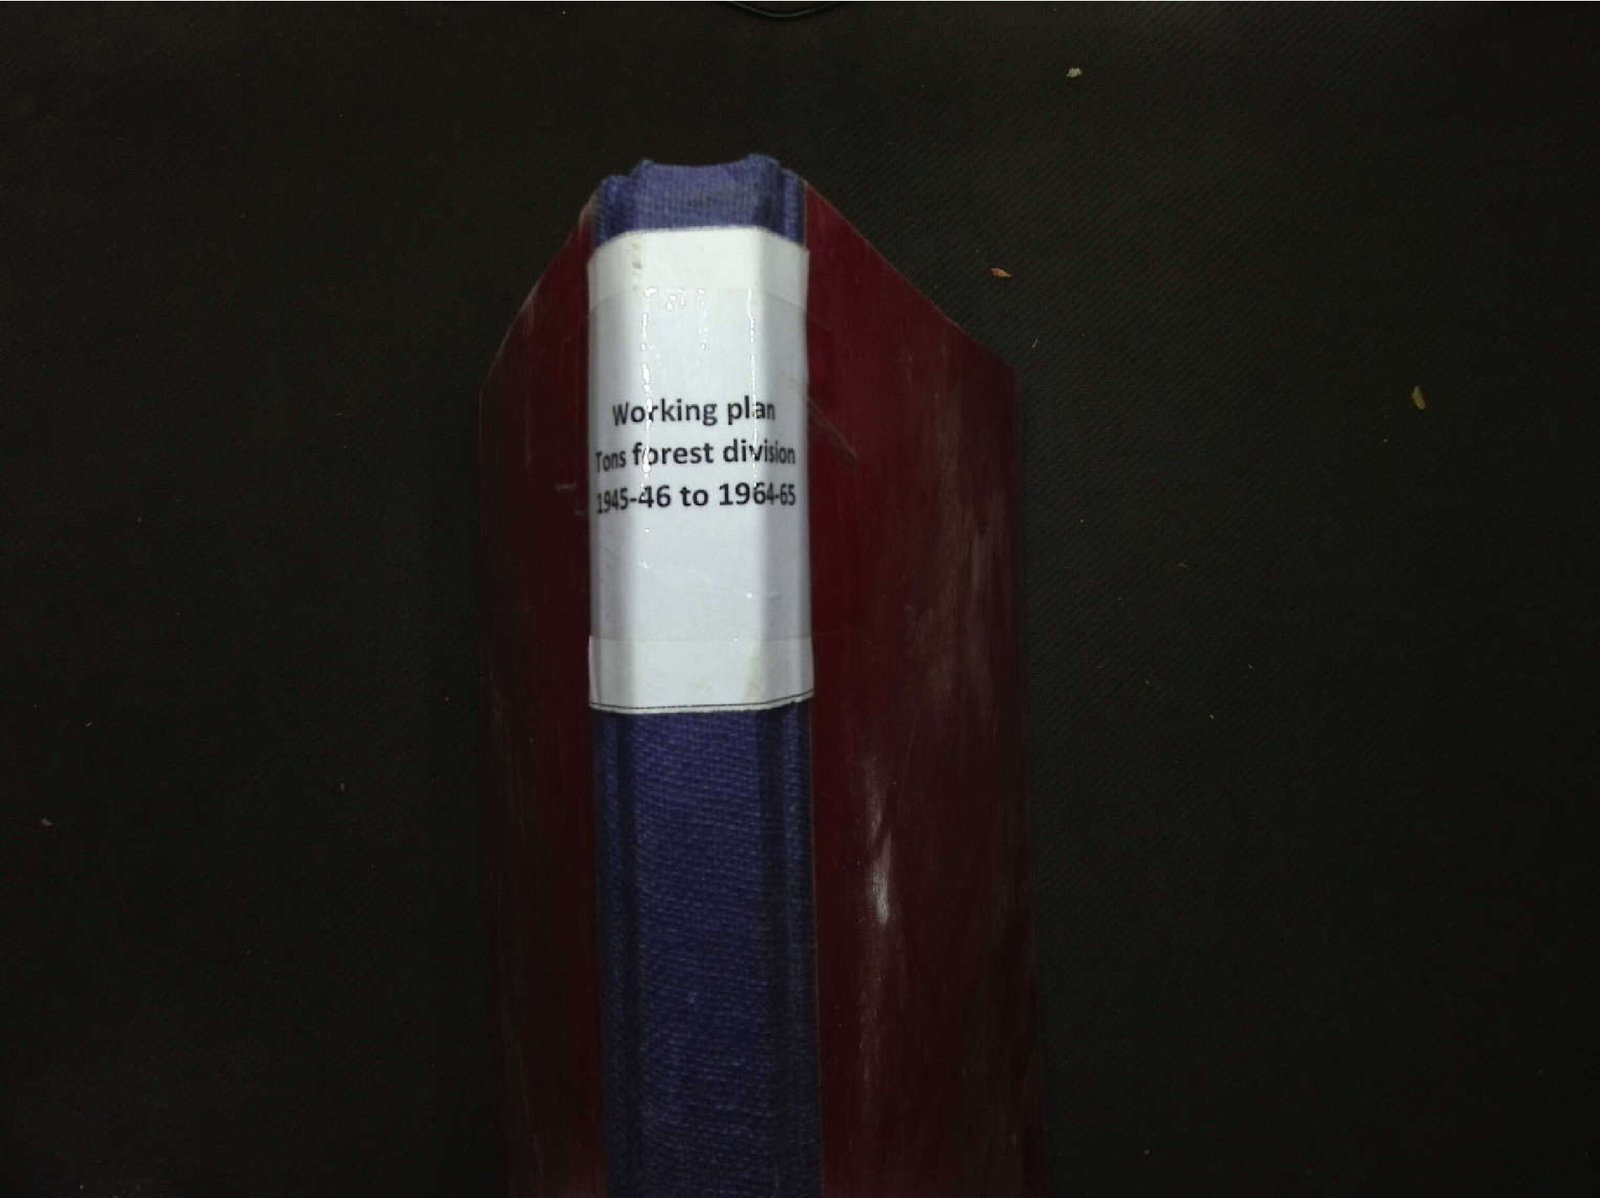 Working plan
Tons forest division
1945-46 to 1964-65